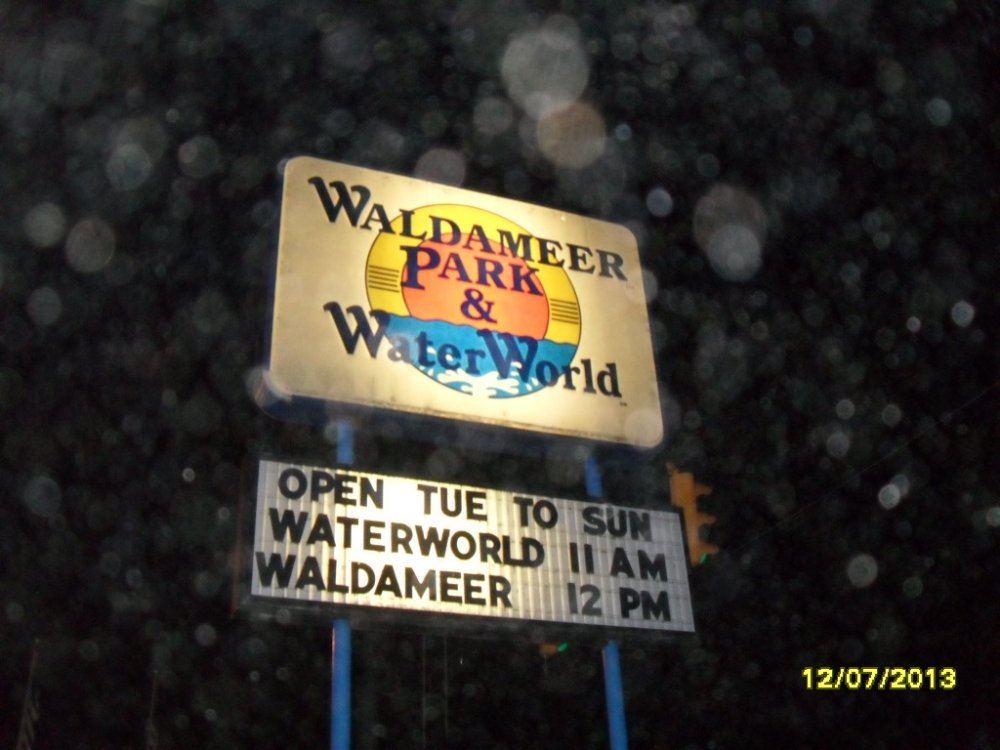 WALDAMEER
PARK
&
WaterWorld
OPEN TUE TO SUN
WATERWORLD 11 AM
WALDAMEER 12 PM
12/07/2013